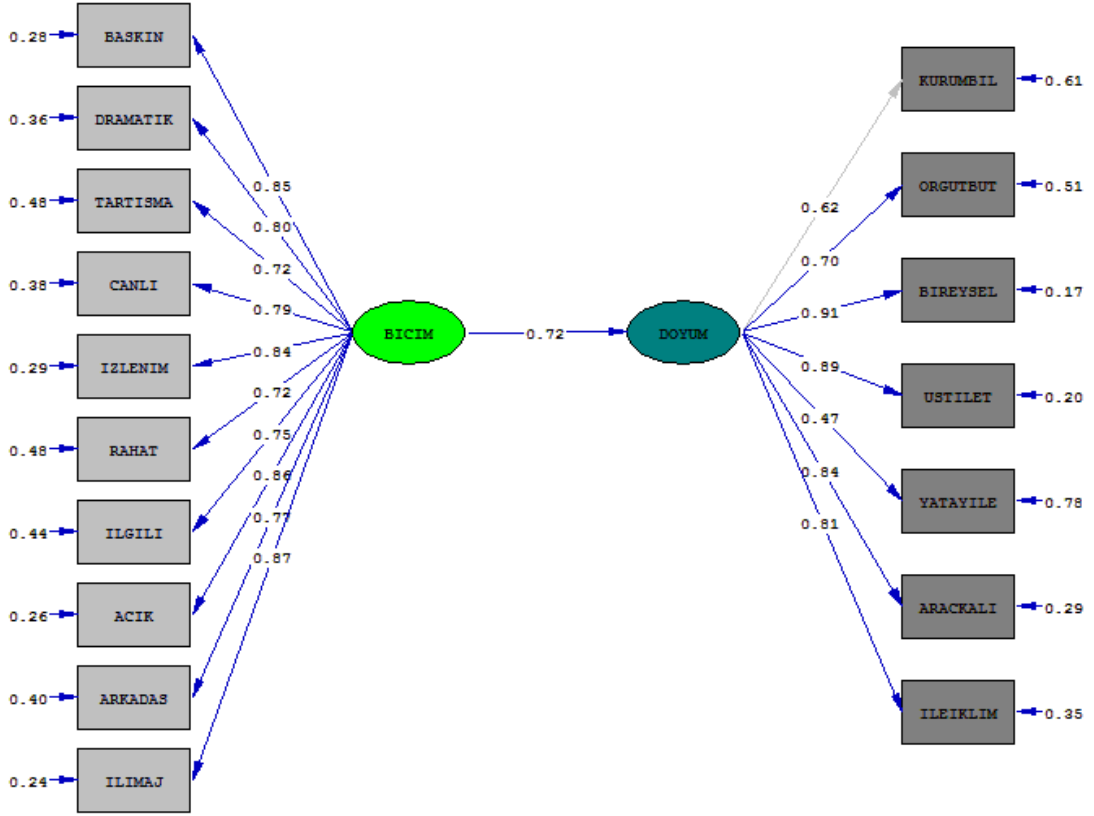 0.28 BASKIN
0.36 DRAMATIK
0.48 TARTISMA
0.38 CANLI
0.29 IZLENIM
0.48 RAHAT
0.44 ILGILI
0.26 ACIK
0.40 ARKADAS
0.24 ILIMAJ
0.85
0.80
0.72
0.79
0.84
0.72
0.75
0.86
0.77
0.87
BICIM
0.72
DOYUM
0.62
0.70
0.91
0.89
0.47
0.84
0.81
KURUMBIL 0.61
ORGUTBUT 0.51
BIREYSEL 0.17
USTILET 0.20
YATAYILE 0.78
ARACKALI 0.29
ILEIKLIM 0.35